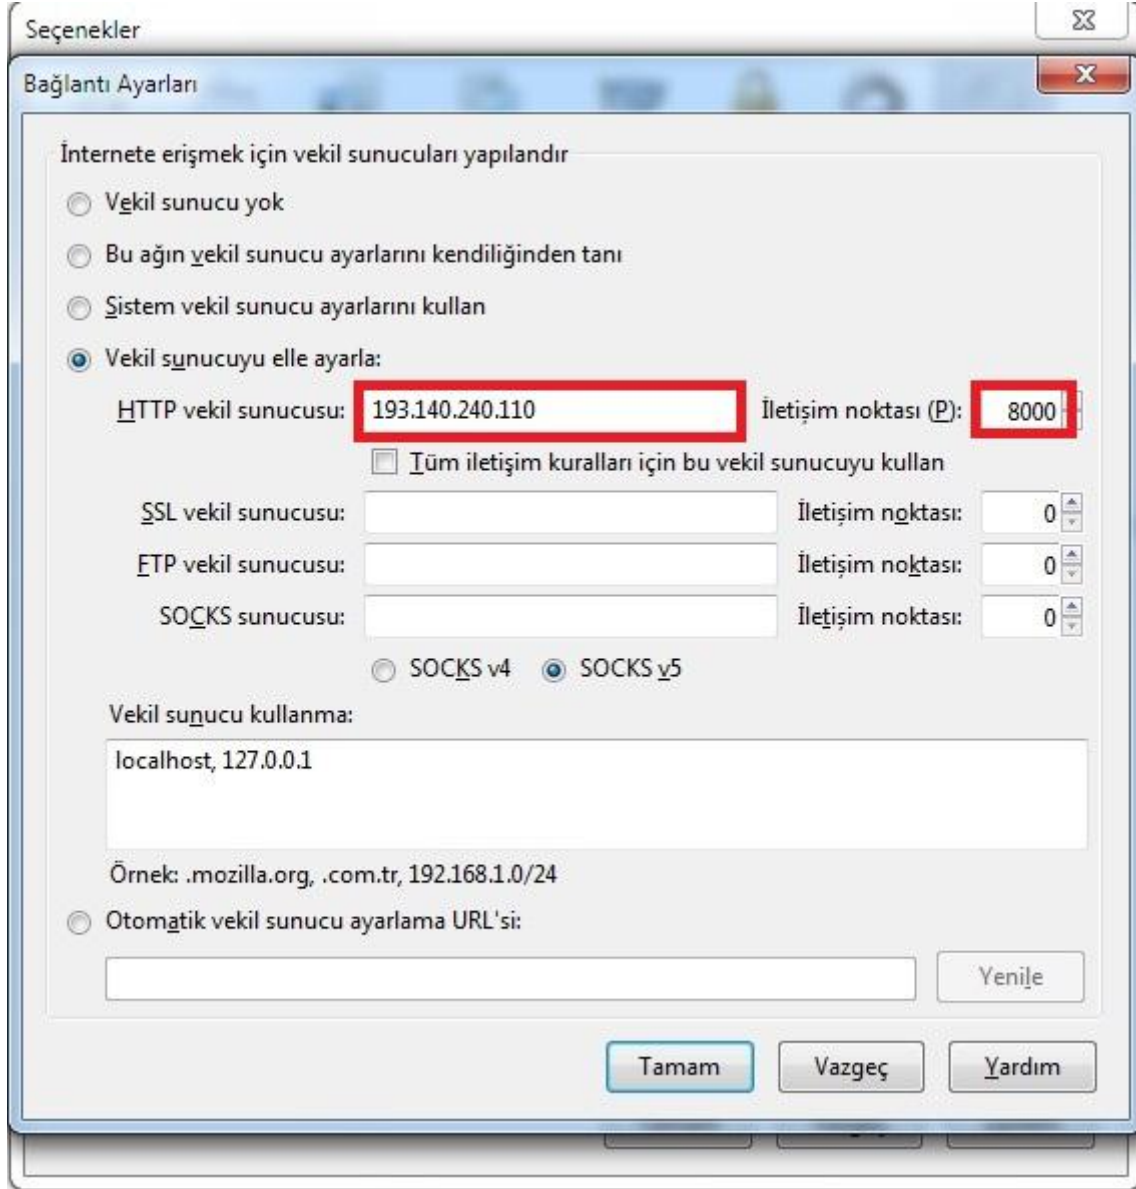 Seçenekler
Bağlantı Ayarları
İnternete erişmek için vekil sunucuları yapılandır
Vekil sunucu yok
Bu ağın vekil sunucu ayarlarını kendiliğinden tanı
Sistem vekil sunucu ayarlarını kullan
Vekil sunucuyu elle ayarla:
HTTP vekil sunucusu: 193.140.240.110 İletişim noktası (P): 8000
Tüm iletişim kuralları için bu vekil sunucuyu kullan
SSL vekil sunucusu: İletişim noktası: 0
FTP vekil sunucusu: İletişim noktası: 0
SOCKS sunucusu: İletişim noktası: 0
SOCKS v4 SOCKS v5
Vekil sunucu kullanma:
localhost, 127.0.0.1
Örnek: .mozilla.org, .com.tr, 192.168.1.0/24
Otomatik vekil sunucu ayarlama URL'si:
Yenile
Tamam Vazgeç Yardım